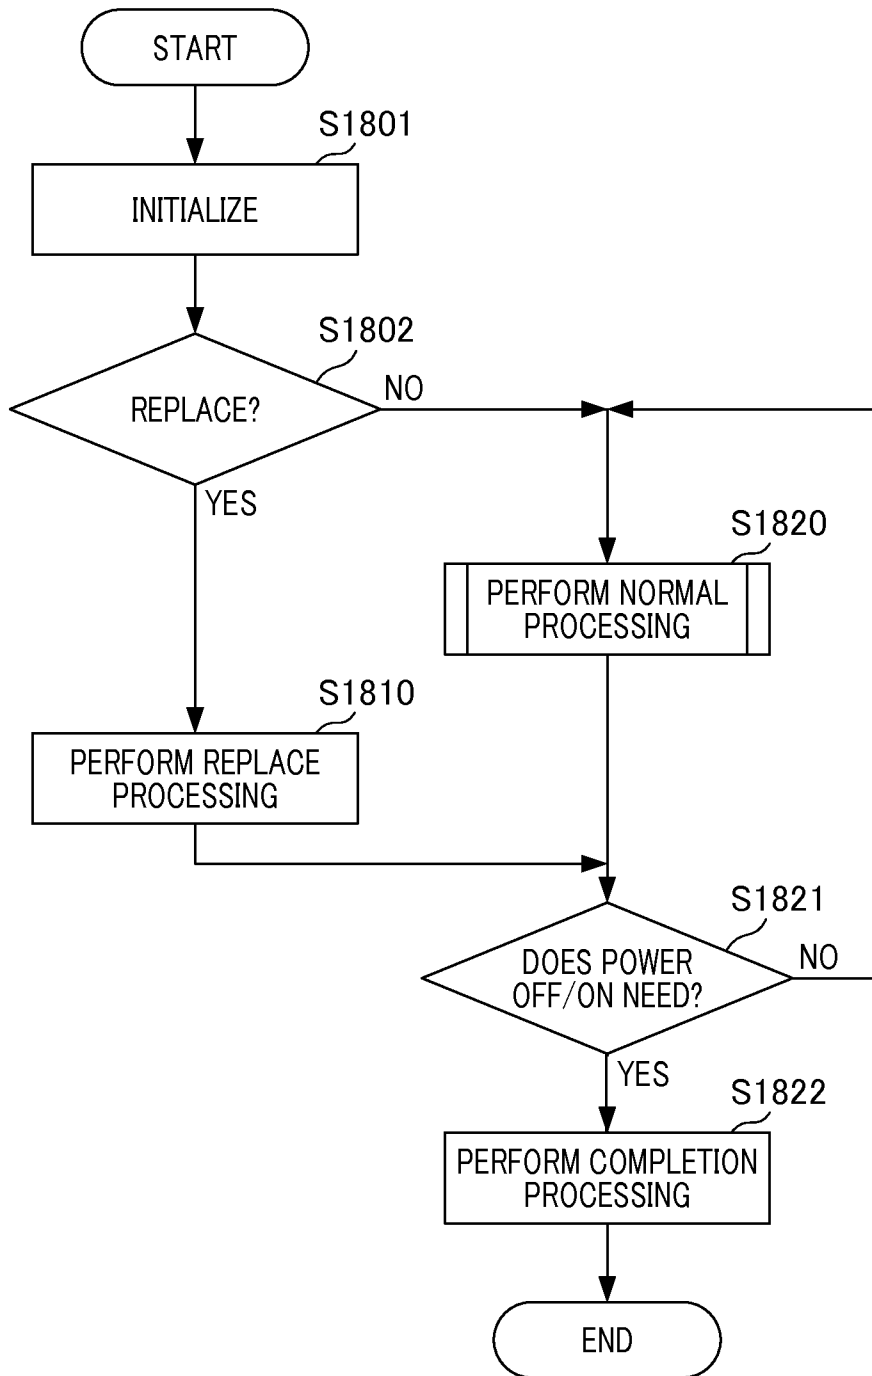 START
S1801
INITIALIZE
S1802
REPLACE?
NO
YES
S1820
PERFORM NORMAL
PROCESSING
S1810
PERFORM REPLACE
PROCESSING
S1821
DOES POWER
OFF/ON NEED?
NO
YES
S1822
PERFORM COMPLETION
PROCESSING
END